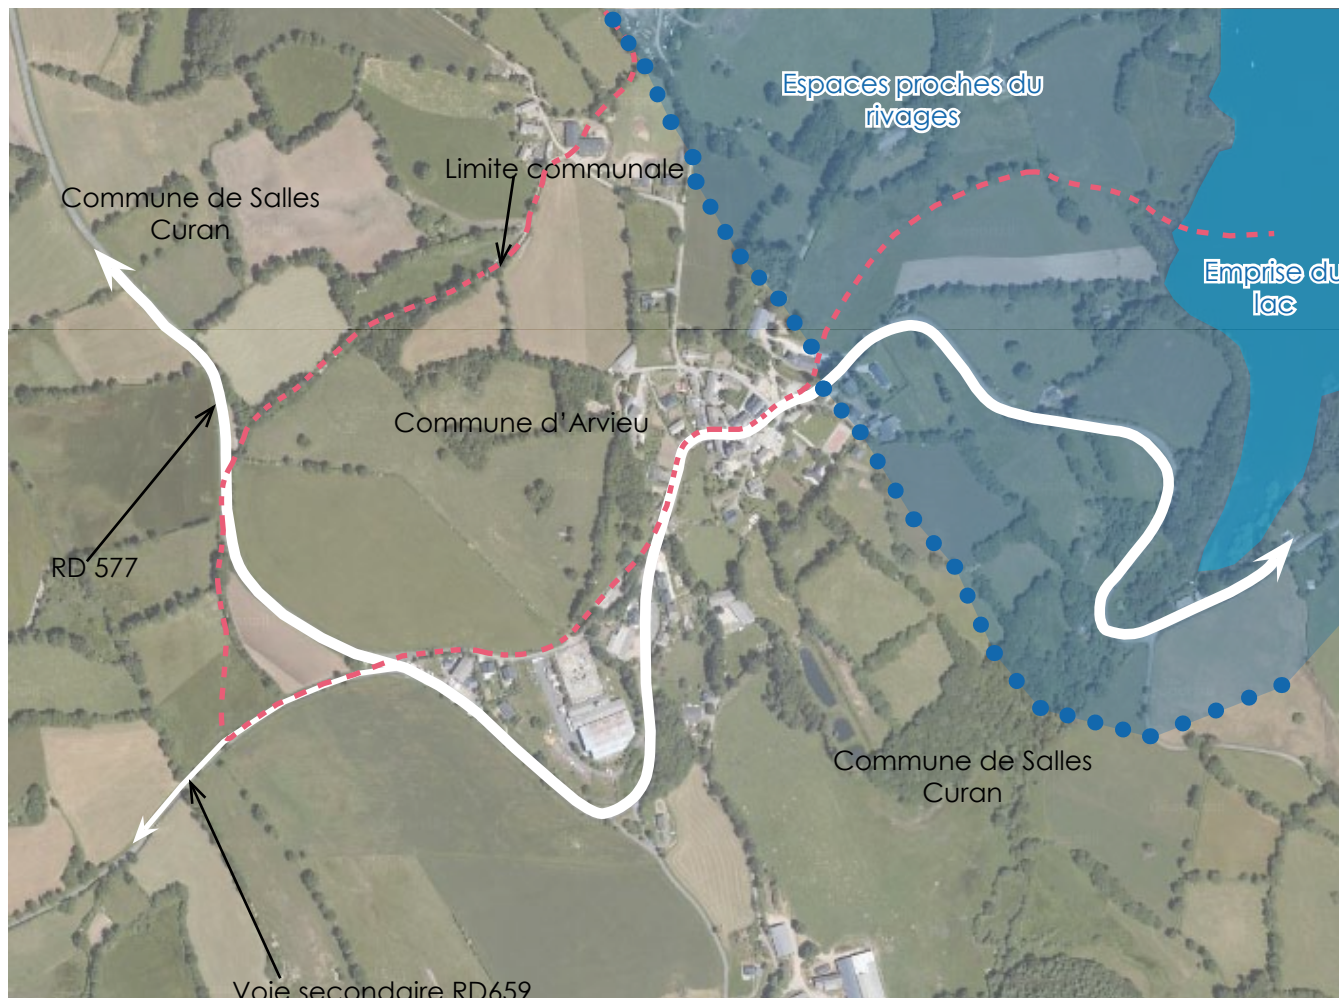 Espaces proches du
rivages
Limite communale
Commune de Salles
Curan
Emprise du
lac
Commune d'Arvieu
RD 577
Commune de Salles
Curan
Voie secondaire RD659